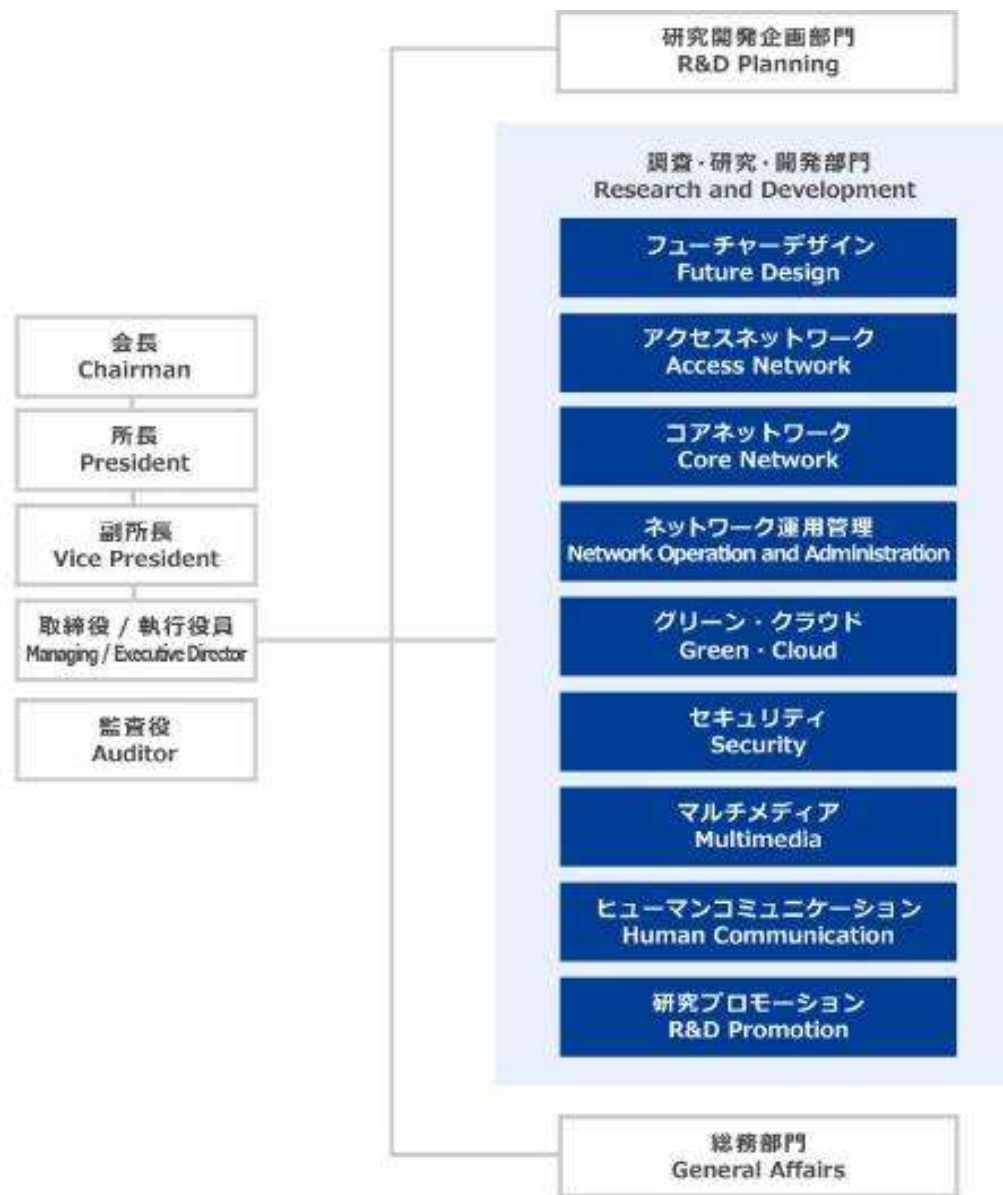 研究開発企画部門
R&D Planning
調査・研究・開発部門
Research and Development
フューチャーデザイン
Future Design
アクセスネットワーク
Access Network
コアネットワーク
Core Network
ネットワーク運用管理
Network Operation and Administration
グリーン・クラウド
Green・Cloud
セキュリティ
Security
マルチメディア
Multimedia
ヒューマンコミュニケーション
Human Communication
研究プロモーション
R&D Promotion
総務部門
General Affairs
会長
Chairman
所長
President
副所長
Vice President
取締役 / 執行役員
Managing / Executive Director
監査役
Auditor